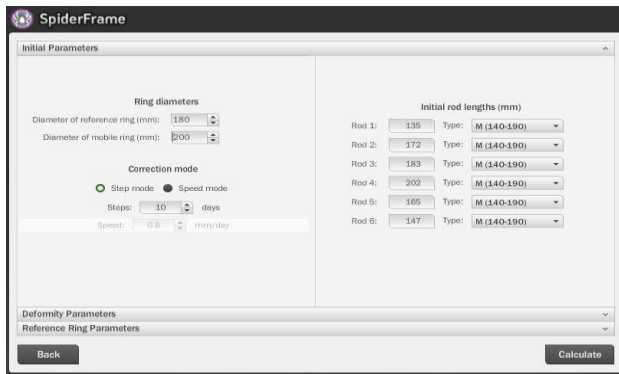 SpiderFrame
Initial Parameters
Ring diameters
Diameter of reference ring (mm): 180
Diameter of mobile ring (mm): 200
Correction mode
Step mode Speed mode
Steps: 10 days
Speed: 0.8 mm/day
Initial rod lengths (mm)
Rod 1: 135 Type: M (140-190)
Rod 2: 172 Type: M (140-190)
Rod 3: 183 Type: M (140-190)
Rod 4: 202 Type: M (140-190)
Rod 5: 165 Type: M (140-190)
Rod 6: 147 Type: M (140-190)
Deformity Parameters
Reference Ring Parameters
Back
Calculate